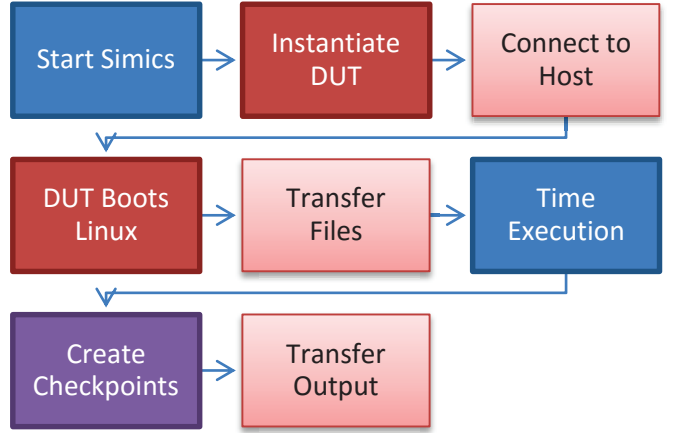 Start Simics
Instantiate
DUT
Connect to
Host
DUT Boots
Linux
Transfer
Files
Time
Execution
Create
Checkpoints
Transfer
Output